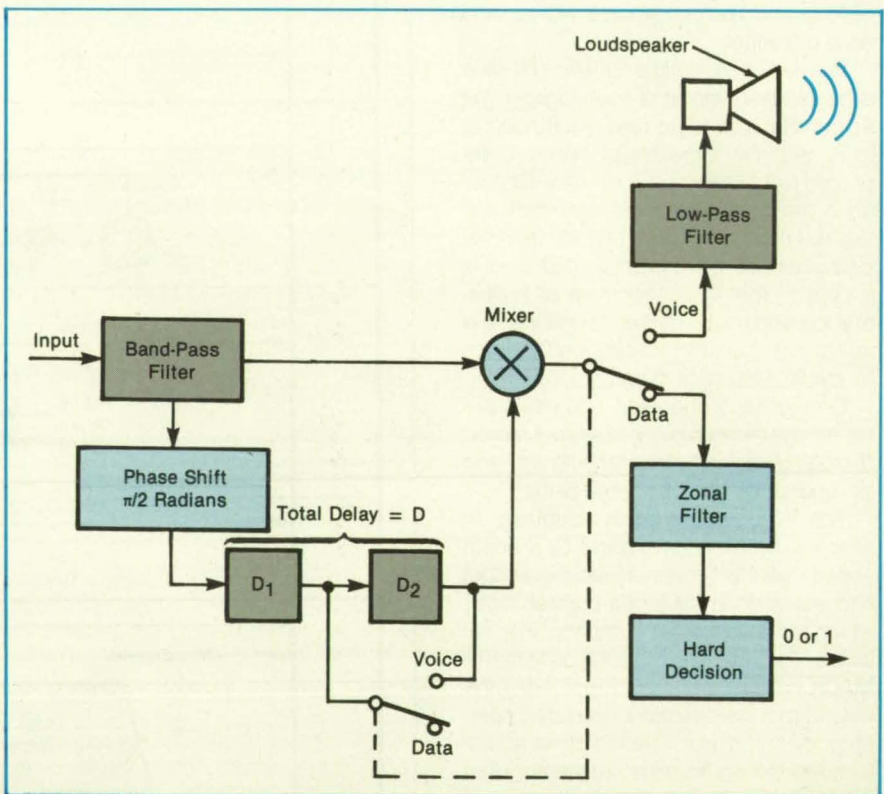 Loudspeaker
Low-Pass
Filter
Voice
Mixer
Input
Band-Pass
Filter
Data
Phase Shift
π/2 Radians
Total Delay = D
Zonal
Filter
D1
D2
Voice
Data
Hard
Decision
0 or 1